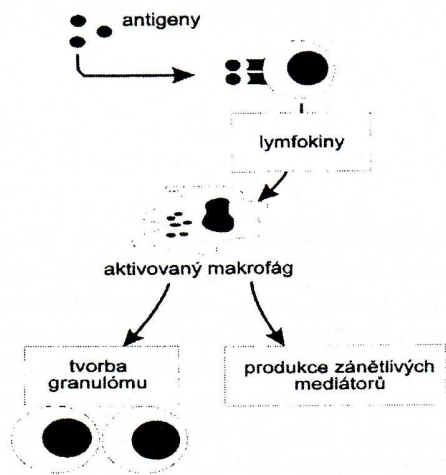 antigeny
lymfokiny
aktivovaný makrofág
tvorba
granulómu
produkce zánětlivých
mediátorů